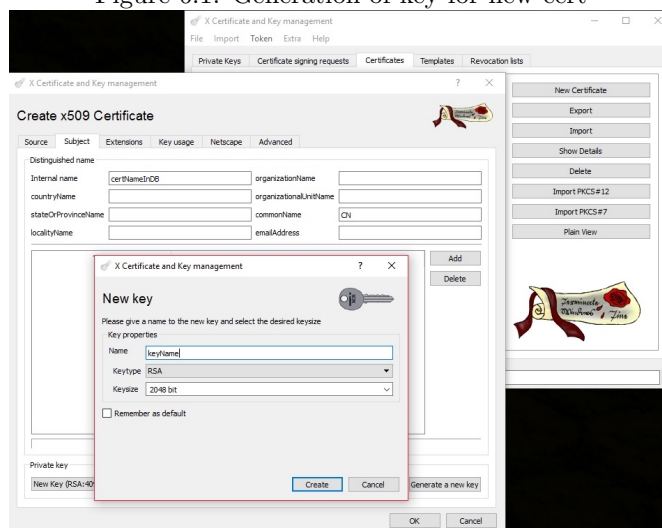 Figure 5.1: Generation of key for new cert
X Certificate and Key management
File Import Token Extra Help
Private Keys Certificate signing requests Certificates Templates Revocation lists
X Certificate and Key management
New Certificate
Export
Import
Show Details
Delete
Import PKCS#12
Import PKCS#7
Plain View
Create x509 Certificate
Source Subject Extensions Key usage Netscape Advanced
Distinguished name
Internal name certNameInDB organizationName
countryName organizationalUnitName
stateOrProvinceName commonName CN
localityName emailAddress
Add
Delete
X Certificate and Key management
New key
Please give a name to the new key and select the desired keysize
Key properties
Name keyName
Keytype RSA
Keysize 2048 bit
Remember as default
Create Cancel
Private key
New Key (RSA:40 Generate a new key
OK Cancel